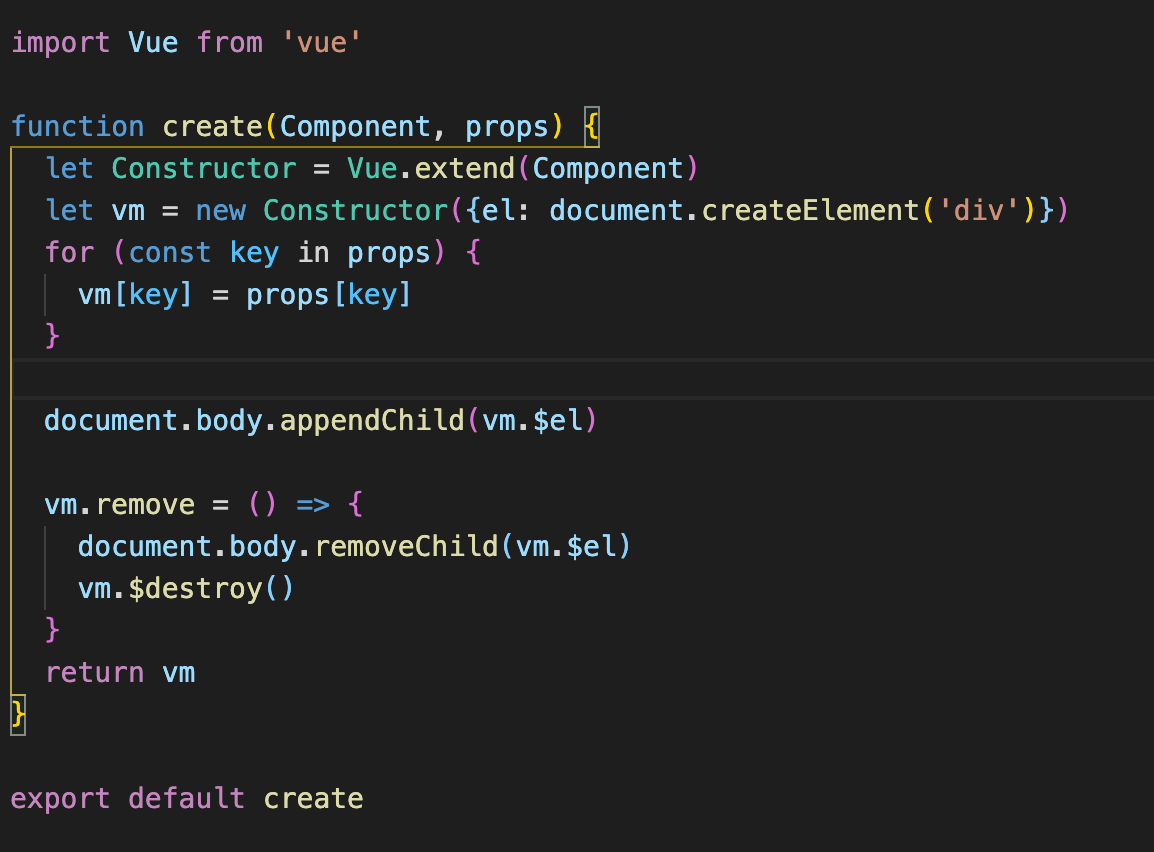 import Vue from 'vue'

function create(Component, props) {
  let Constructor = Vue.extend(Component)
  let vm = new Constructor({el: document.createElement('div')})
  for (const key in props) {
    vm[key] = props[key]
  }

  document.body.appendChild(vm.$el)

  vm.remove = () => {
    document.body.removeChild(vm.$el)
    vm.$destroy()
  }
  return vm
}

export default create